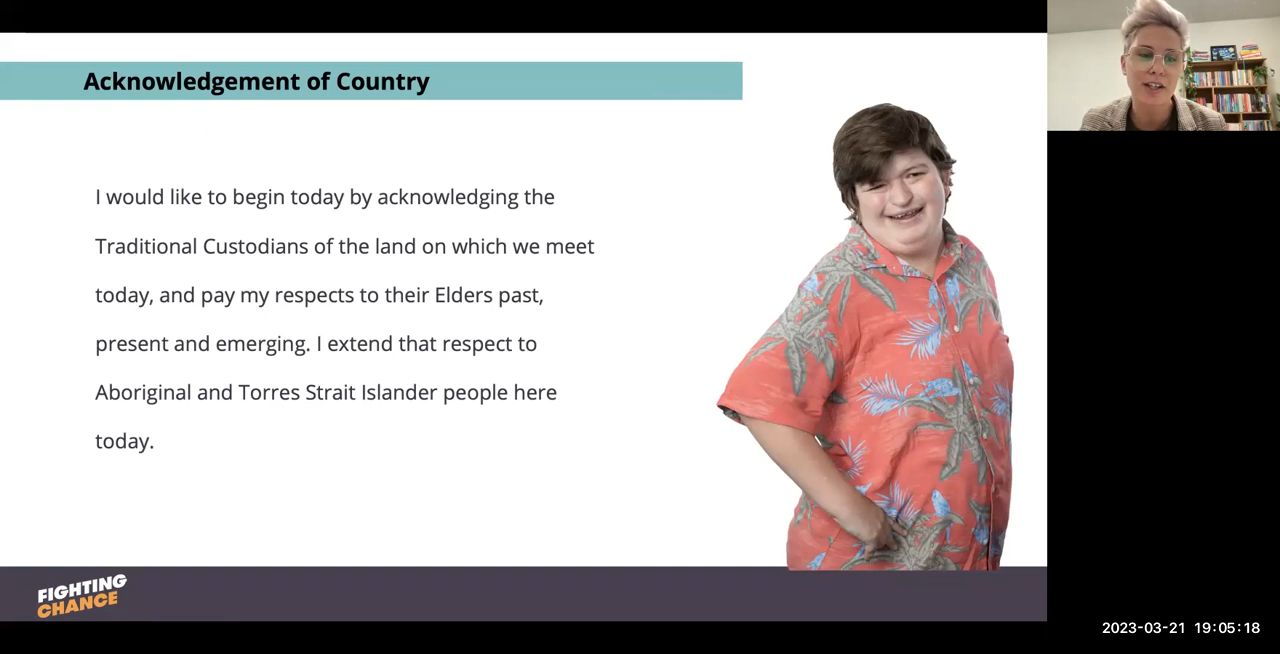 Acknowledgement of Country
I would like to begin today by acknowledging the
Traditional Custodians of the land on which we meet
today, and pay my respects to their Elders past,
present and emerging. I extend that respect to
Aboriginal and Torres Strait Islander people here
today.
FIGHTING
CHANCE
2023-03-21 19:05:18